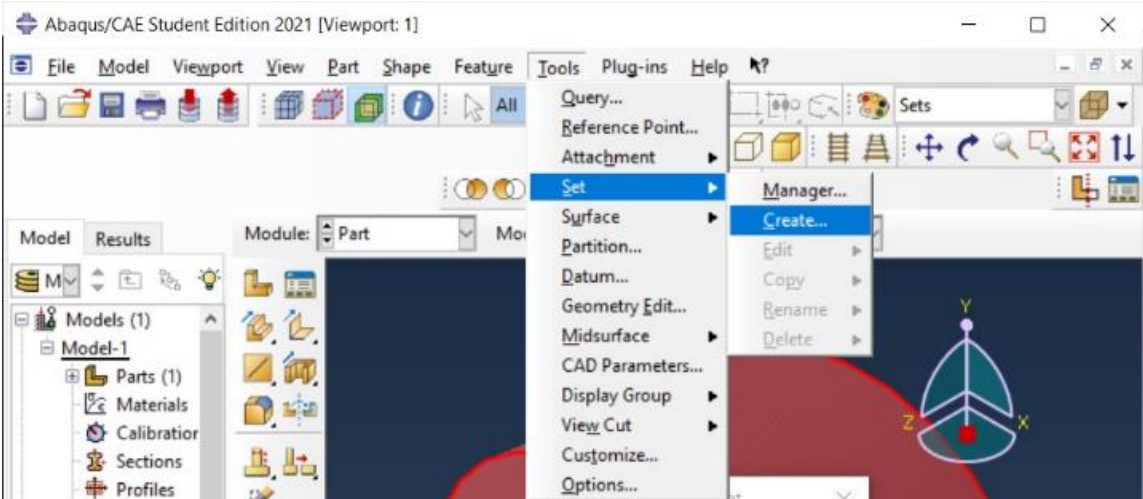 Abaqus/CAE Student Edition 2021 [Viewport: 1]
File Model Viewport View Part Shape Feature Tools Plug-ins Help
All
Sets
Query...
Reference Point...
Attachment
Set
Surface
Partition...
Datum...
Geometry Edit...
Midsurface
CAD Parameters...
Display Group
View Cut
Customize...
Options...
Manager...
Create...
Edit
Copy
Rename
Delete
Model Results
Module: Part
M
Models (1)
Model-1
Parts (1)
Materials
Calibration
Sections
Profiles
Y
Z X